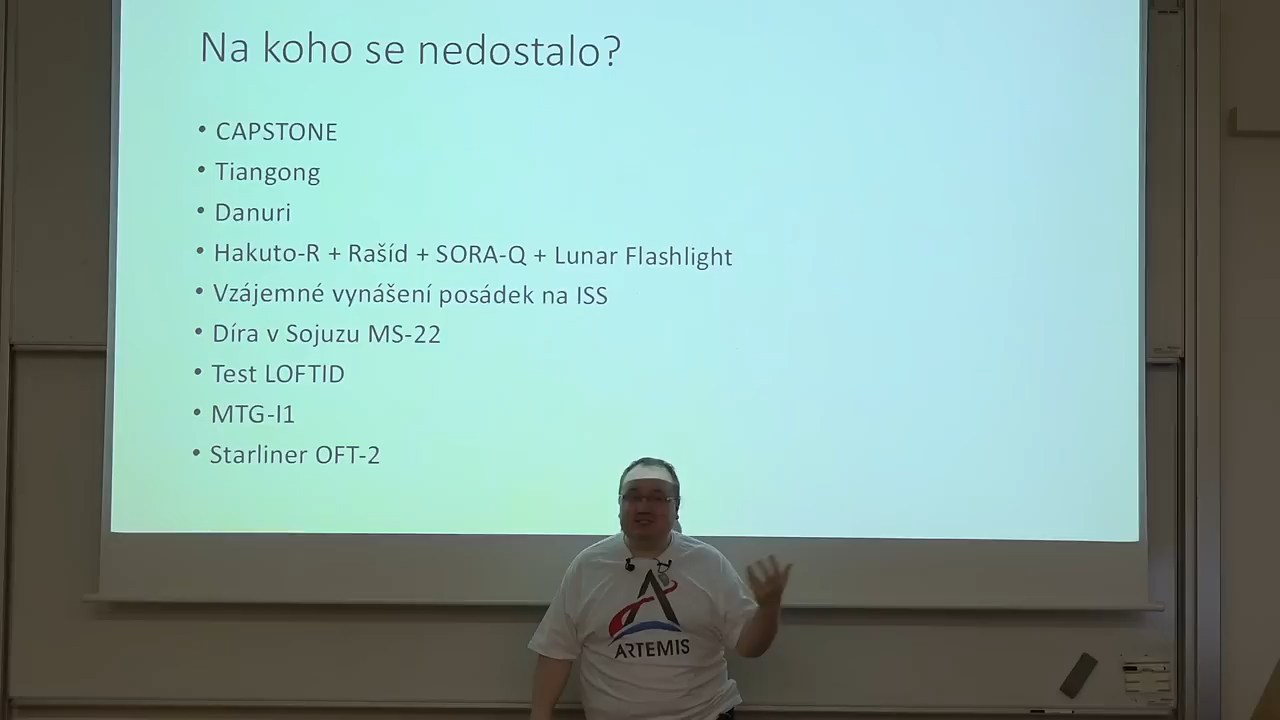 Na koho se nedostalo?
• CAPSTONE
• Tiangong
• Danuri
• Hakuto-R + Rašíd + SORA-Q + Lunar Flashlight
• Vzájemné vynášení posádek na ISS
• Díra v Sojuzu MS-22
• Test LOFTID
• MTG-I1
• Starliner OFT-2
ARTEMIS